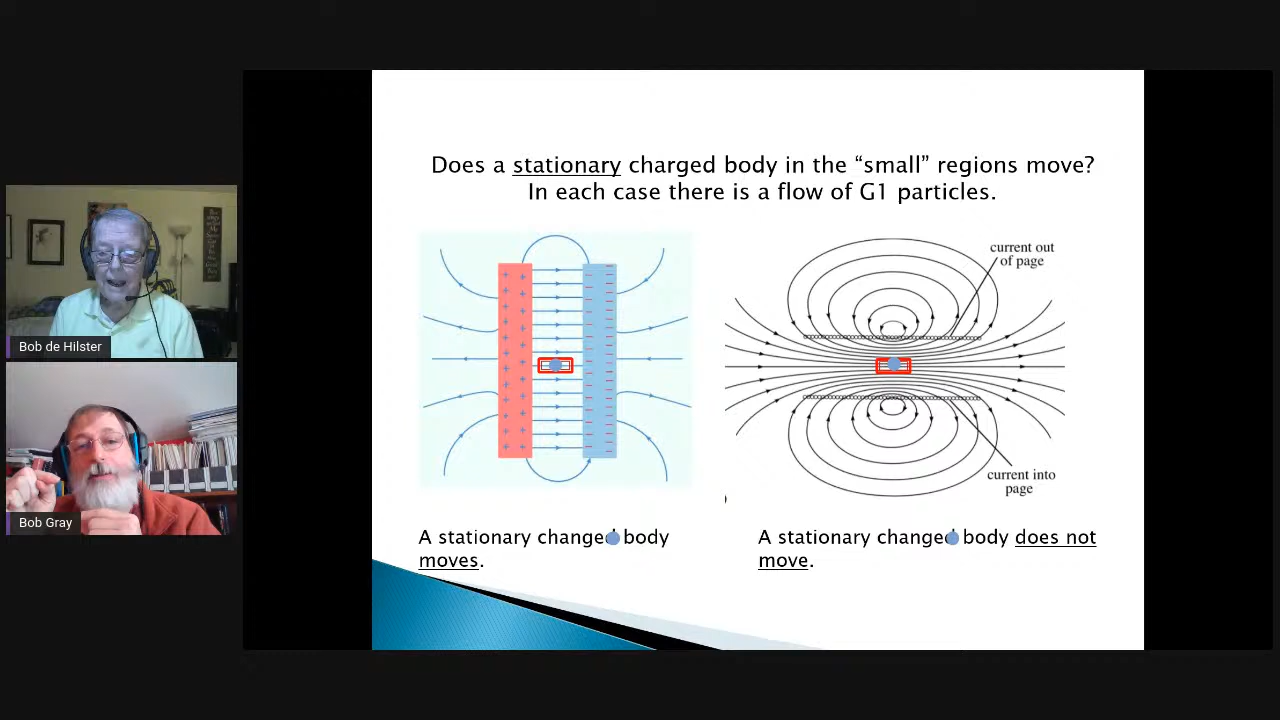 Does a stationary charged body in the “small” regions move?
In each case there is a flow of G1 particles.
current out
of page
current into
page
A stationary changed body
moves.
A stationary changed body does not
move.
Bob de Hilster
Bob Gray